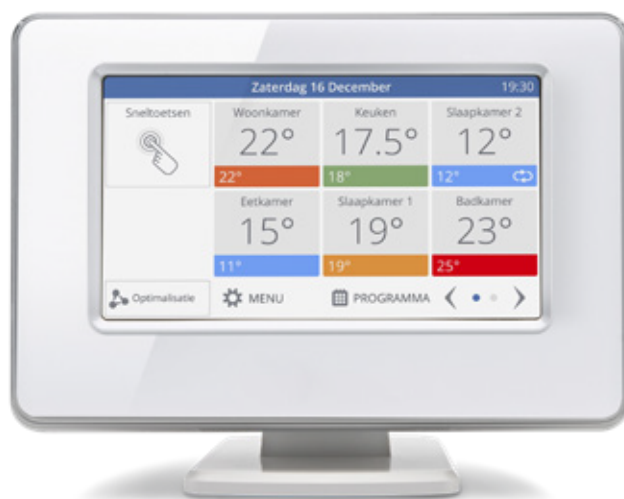 Zaterdag 16 December 19:30
Sneltoetsen
Woonkamer Keuken Slaapkamer 2
22° 17.5° 12°
22° 18° 12°
Eetkamer Slaapkamer 1 Badkamer
15° 19° 23°
11° 19° 25°
Optimalisatie MENU PROGRAMMA